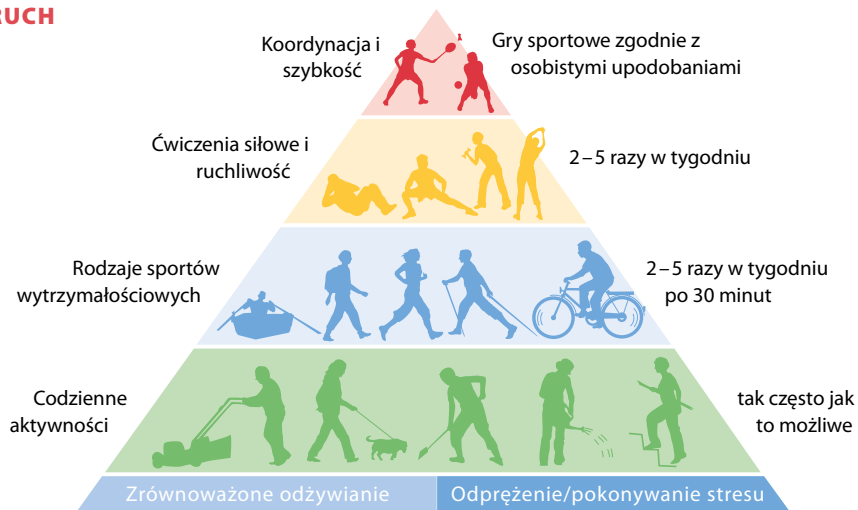 RUCH
Koordynacja i
szybkość
Gry sportowe zgodnie z
osobistymi upodobaniami
Ćwiczenia siłowe i
ruchliwość
2–5 razy w tygodniu
Rodzaje sportów
wytrzymałościowych
2–5 razy w tygodniu
po 30 minut
Codzienne
aktywności
tak często jak
to możliwe
Zrównoważone odżywianie
Odprężenie/pokonywanie stresu